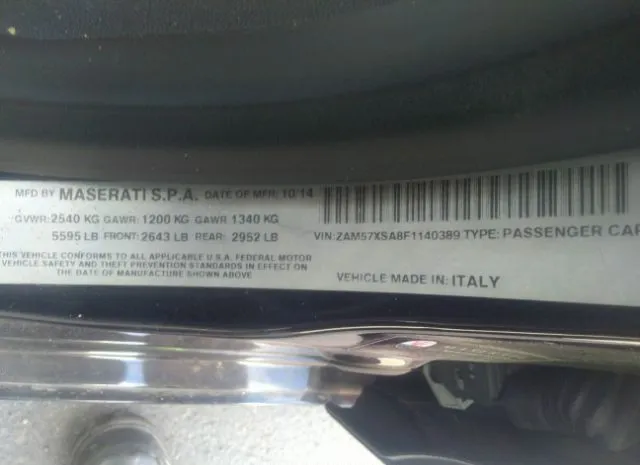 MFD BY MASERATI S.P.A. DATE OF MFR: 10/14
GVWR: 2540 KG GAWR: 1200 KG GAWR 1340 KG
5595 LB FRONT: 2643 LB REAR: 2952 LB
THIS VEHICLE CONFORMS TO ALL APPLICABLE U.S.A. FEDERAL MOTOR
VEHICLE SAFETY AND THEFT PREVENTION STANDARDS IN EFFECT ON
THE DATE OF MANUFACTURE SHOWN ABOVE
VIN: ZAM57XSA8F1140389 TYPE: PASSENGER CAR
VEHICLE MADE IN: ITALY